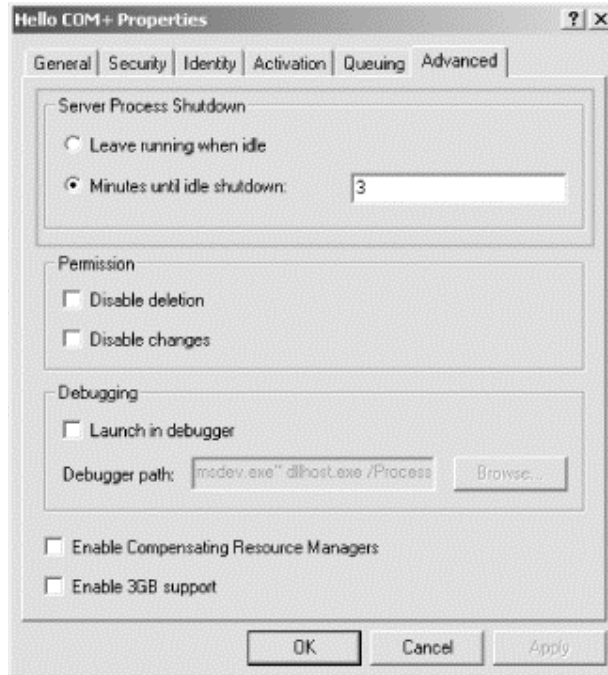 Hello COM+ Properties
General Security Identity Activation Queuing Advanced
Server Process Shutdown
Leave running when idle
Minutes until idle shutdown: 3
Permission
Disable deletion
Disable changes
Debugging
Launch in debugger
Debugger path: msdev.exe" dllhost.exe /Process Browse...
Enable Compensating Resource Managers
Enable 3GB support
OK Cancel Apply